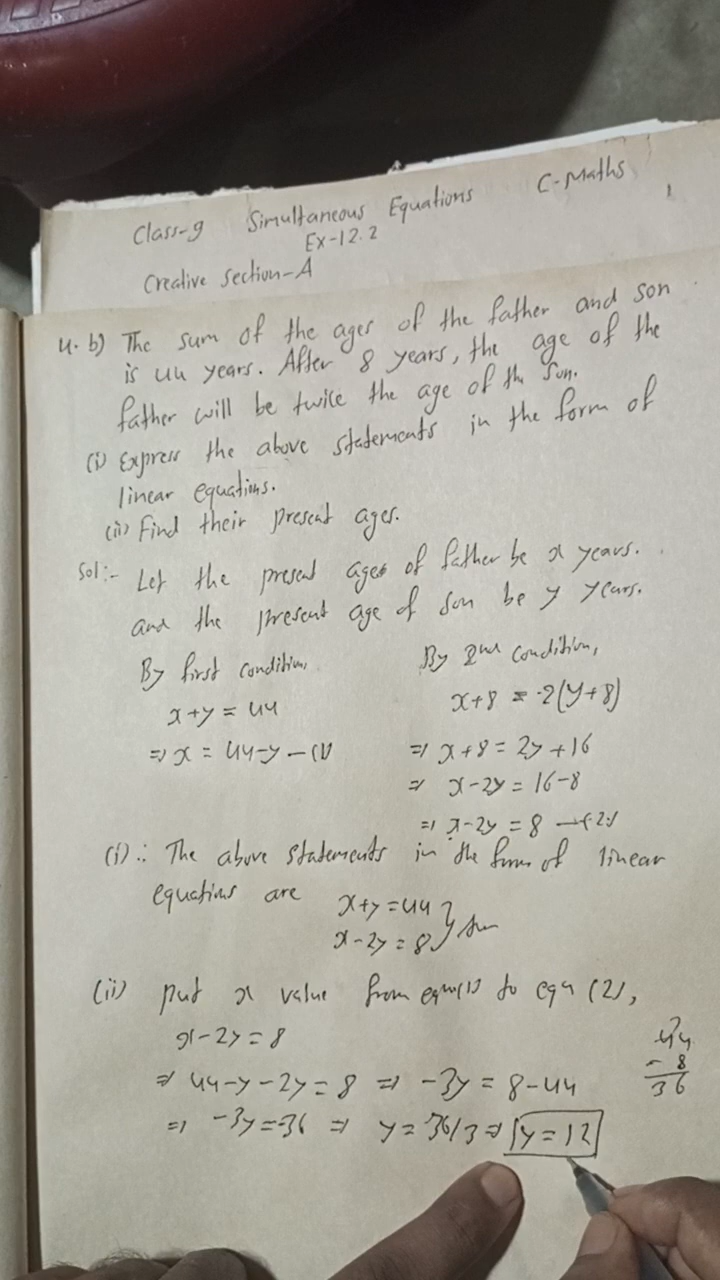 Class-9 Simultaneous Equations C-Maths 1
Ex-12.2
Creative Section-A
4. b) The sum of the ages of the father and son
is 44 years. After 8 years, the age of the
father will be twice the age of the son.
(i) Express the above statements in the form of
linear equations.
(ii) Find their present ages.
Sol:- Let the present ages of father be x years.
and the present age of son be y years.
By first condition,
x+y = 44
⇒ x = 44-y -(1)
By 2nd condition,
x+8 = 2(y+8)
⇒ x+8 = 2y+16
⇒ x-2y = 16-8
⇒ x-2y = 8 -(2)
(i) ∴ The above statements in the form of linear
equations are x+y = 44
x-2y = 8
(ii) put x value from eqn(1) to eqn (2),
x-2y = 8
⇒ 44-y-2y = 8 ⇒ -3y = 8-44
⇒ -3y = -36 ⇒ y = 36/3 ⇒ y = 12
44
- 8
36